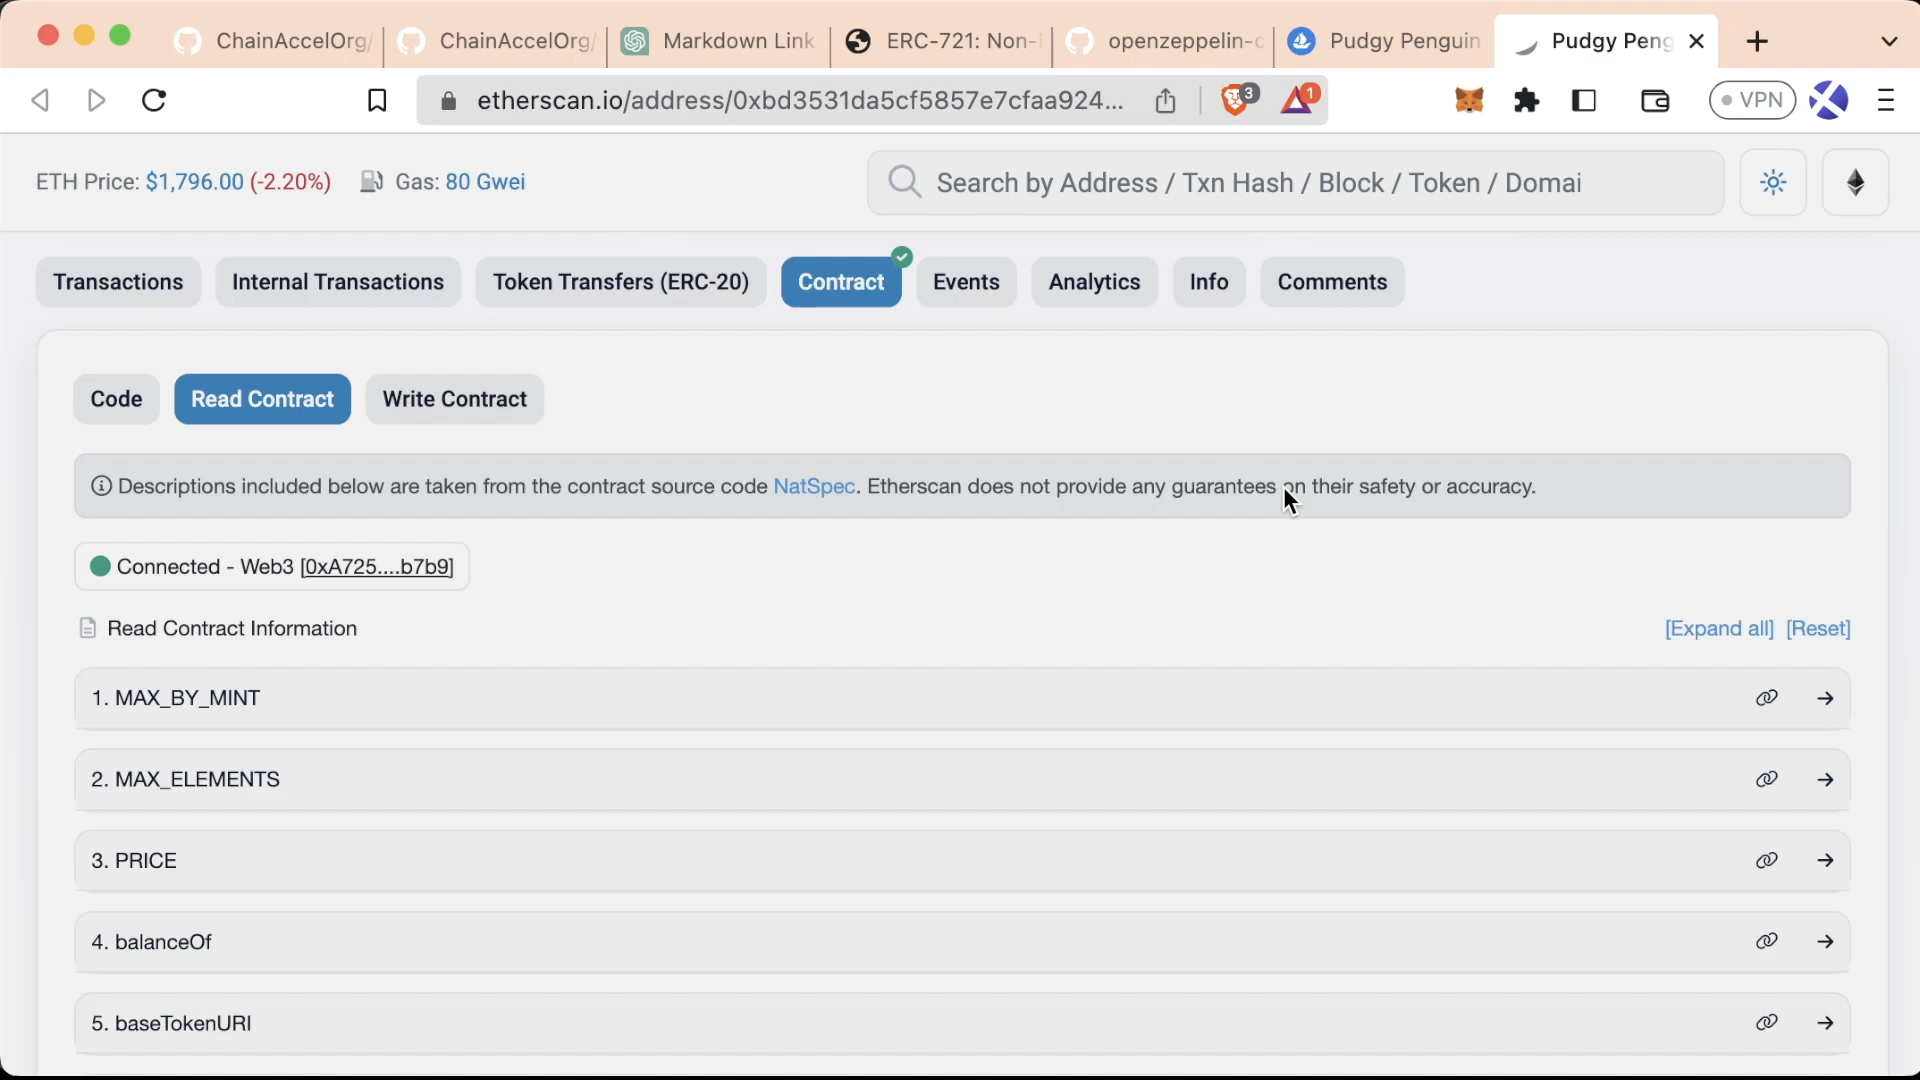 ChainAccelOrg/
ChainAccelOrg/
Markdown Link
ERC-721: Non-F
openzeppelin-c
Pudgy Penguin
Pudgy Peng
etherscan.io/address/0xbd3531da5cf5857e7cfaa924...
3
1
VPN
ETH Price: $1,796.00 (-2.20%)
Gas: 80 Gwei
Search by Address / Txn Hash / Block / Token / Domai
Transactions
Internal Transactions
Token Transfers (ERC-20)
Contract
Events
Analytics
Info
Comments
Code
Read Contract
Write Contract
Descriptions included below are taken from the contract source code NatSpec. Etherscan does not provide any guarantees on their safety or accuracy.
Connected - Web3 [0xA725....b7b9]
Read Contract Information
[Expand all] [Reset]
1. MAX_BY_MINT
2. MAX_ELEMENTS
3. PRICE
4. balanceOf
5. baseTokenURI